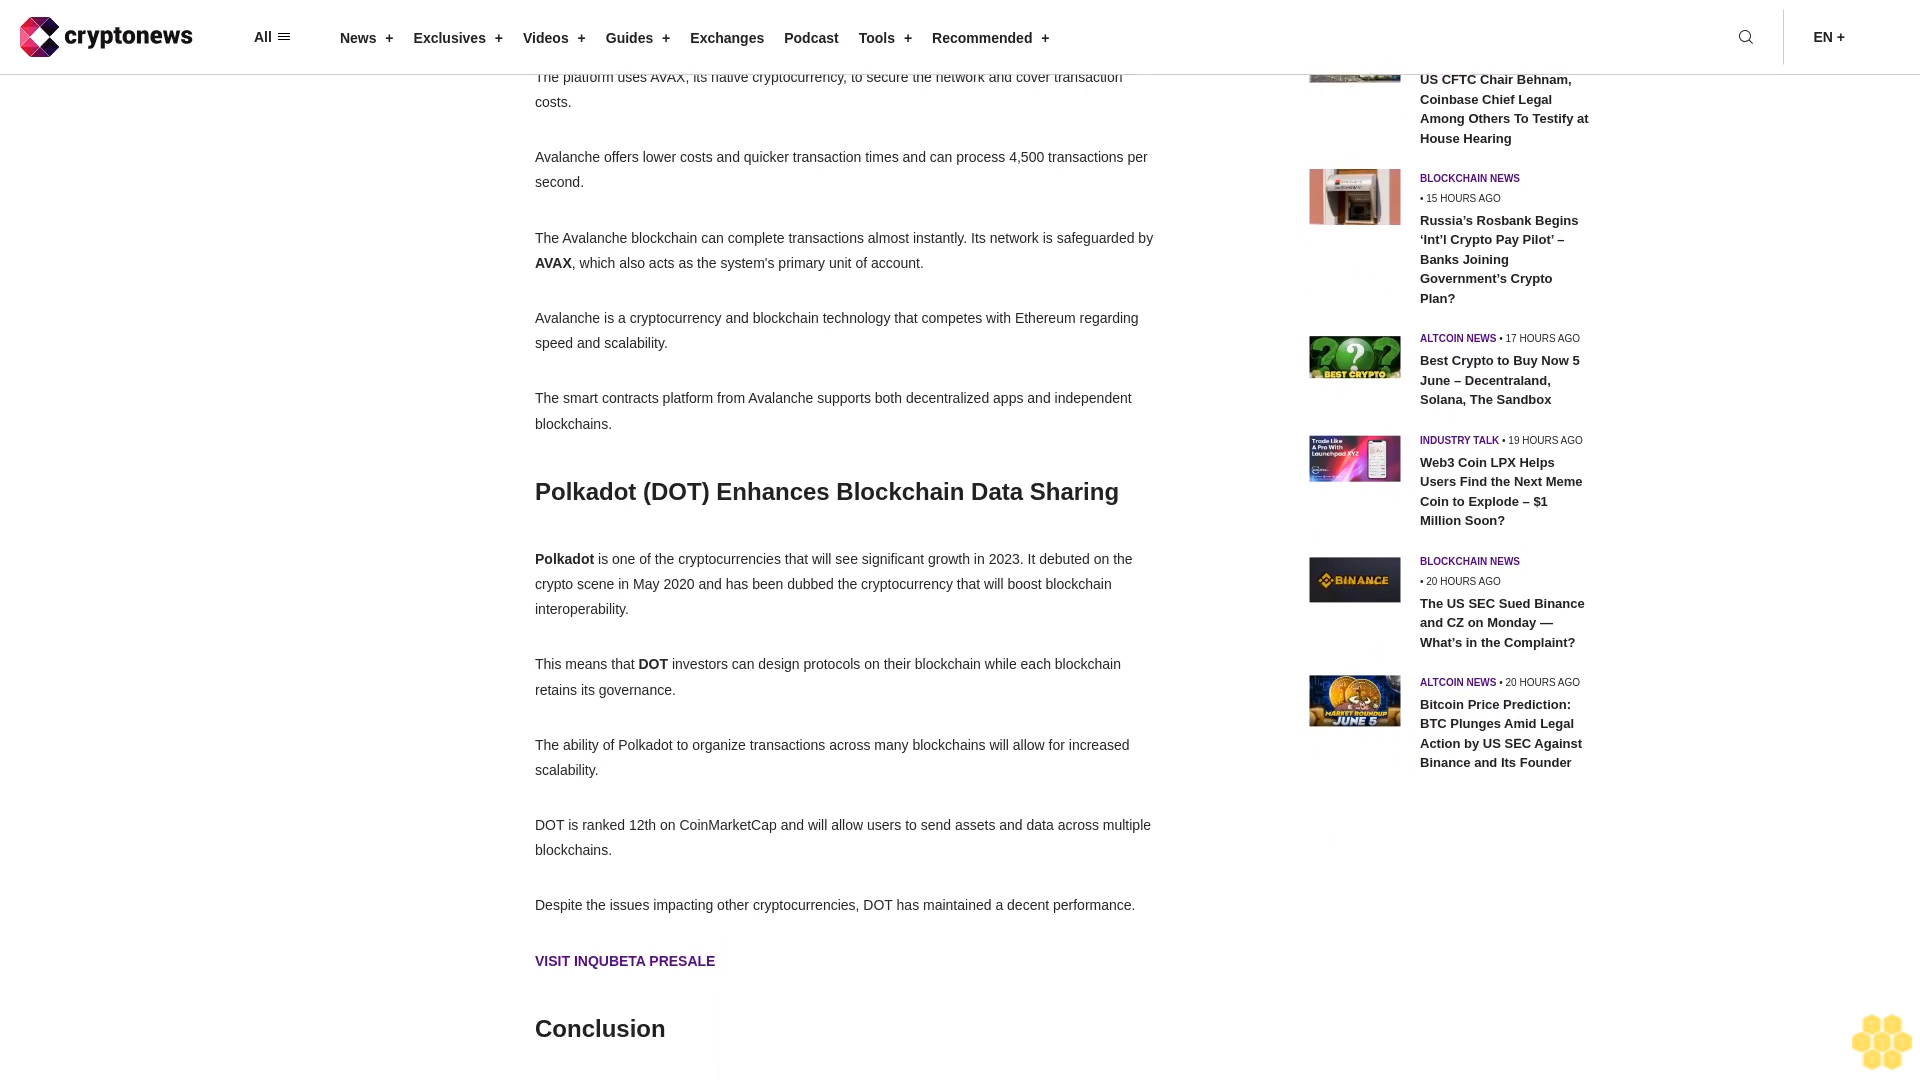 cryptonews
All
News +
Exclusives +
Videos +
Guides +
Exchanges
Podcast
Tools +
Recommended +
EN +
The platform uses AVAX, its native cryptocurrency, to secure the network and cover transaction
costs.
Avalanche offers lower costs and quicker transaction times and can process 4,500 transactions per
second.
The Avalanche blockchain can complete transactions almost instantly. Its network is safeguarded by
AVAX, which also acts as the system's primary unit of account.
Avalanche is a cryptocurrency and blockchain technology that competes with Ethereum regarding
speed and scalability.
The smart contracts platform from Avalanche supports both decentralized apps and independent
blockchains.
Polkadot (DOT) Enhances Blockchain Data Sharing
Polkadot is one of the cryptocurrencies that will see significant growth in 2023. It debuted on the
crypto scene in May 2020 and has been dubbed the cryptocurrency that will boost blockchain
interoperability.
This means that DOT investors can design protocols on their blockchain while each blockchain
retains its governance.
The ability of Polkadot to organize transactions across many blockchains will allow for increased
scalability.
DOT is ranked 12th on CoinMarketCap and will allow users to send assets and data across multiple
blockchains.
Despite the issues impacting other cryptocurrencies, DOT has maintained a decent performance.
VISIT INQUBETA PRESALE
Conclusion
US CFTC Chair Behnam,
Coinbase Chief Legal
Among Others To Testify at
House Hearing
BLOCKCHAIN NEWS
• 15 HOURS AGO
Russia’s Rosbank Begins
‘Int’l Crypto Pay Pilot’ –
Banks Joining
Government’s Crypto
Plan?
BEST CRYPTO
ALTCOIN NEWS • 17 HOURS AGO
Best Crypto to Buy Now 5
June – Decentraland,
Solana, The Sandbox
Trade Like
A Pro With
Launchpad XYZ
INDUSTRY TALK • 19 HOURS AGO
Web3 Coin LPX Helps
Users Find the Next Meme
Coin to Explode – $1
Million Soon?
BINANCE
BLOCKCHAIN NEWS
• 20 HOURS AGO
The US SEC Sued Binance
and CZ on Monday —
What’s in the Complaint?
MARKET ROUNDUP
JUNE 5
ALTCOIN NEWS • 20 HOURS AGO
Bitcoin Price Prediction:
BTC Plunges Amid Legal
Action by US SEC Against
Binance and Its Founder